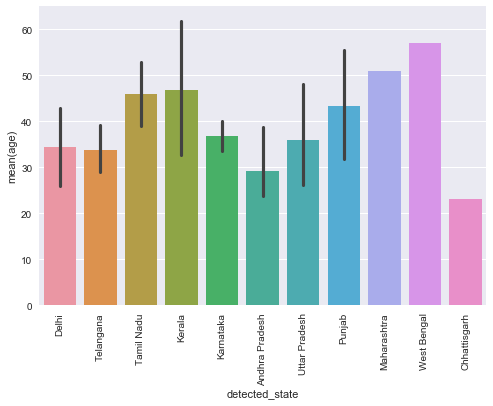 60
50
40
30
20
10
0
mean(age)
Delhi
Telangana
Tamil Nadu
Kerala
Karnataka
Andhra Pradesh
Uttar Pradesh
Punjab
Maharashtra
West Bengal
Chhattisgarh
detected_state